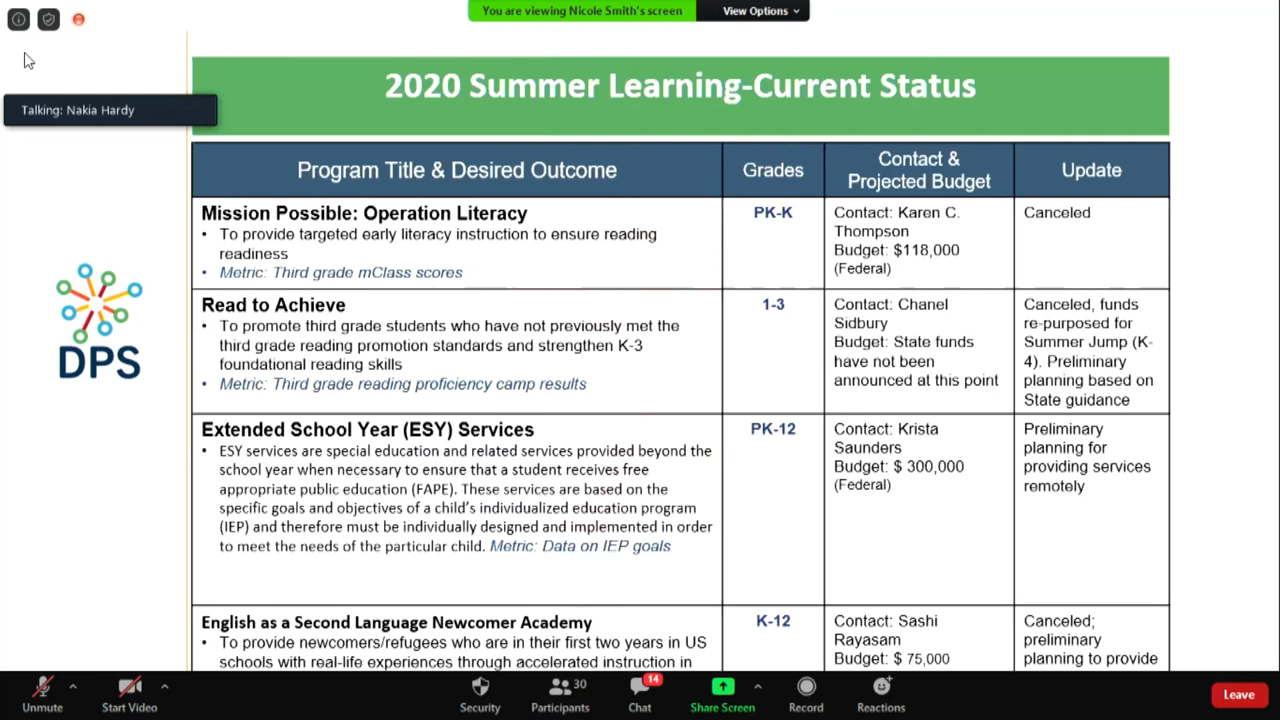 You are viewing Nicole Smith's screen
View Options
Talking: Nakia Hardy
2020 Summer Learning-Current Status
Program Title & Desired Outcome
Grades
Contact &
Projected Budget
Update
Mission Possible: Operation Literacy
• To provide targeted early literacy instruction to ensure reading
readiness
• Metric: Third grade mClass scores
PK-K
Contact: Karen C.
Thompson
Budget: $118,000
(Federal)
Canceled
Read to Achieve
• To promote third grade students who have not previously met the
third grade reading promotion standards and strengthen K-3
foundational reading skills
• Metric: Third grade reading proficiency camp results
1-3
Contact: Chanel
Sidbury
Budget: State funds
have not been
announced at this point
Canceled, funds
re-purposed for
Summer Jump (K-
4). Preliminary
planning based on
State guidance
Extended School Year (ESY) Services
• ESY services are special education and related services provided beyond the
school year when necessary to ensure that a student receives free
appropriate public education (FAPE). These services are based on the
specific goals and objectives of a child's individualized education program
(IEP) and therefore must be individually designed and implemented in order
to meet the needs of the particular child. Metric: Data on IEP goals
PK-12
Contact: Krista
Saunders
Budget: $ 300,000
(Federal)
Preliminary
planning for
providing services
remotely
English as a Second Language Newcomer Academy
• To provide newcomers/refugees who are in their first two years in US
schools with real-life experiences through accelerated instruction in
K-12
Contact: Sashi
Rayasam
Budget: $ 75,000
Canceled;
preliminary
planning to provide
DPS
Unmute
Start Video
Security
30
Participants
14
Chat
Share Screen
Record
Reactions
Leave